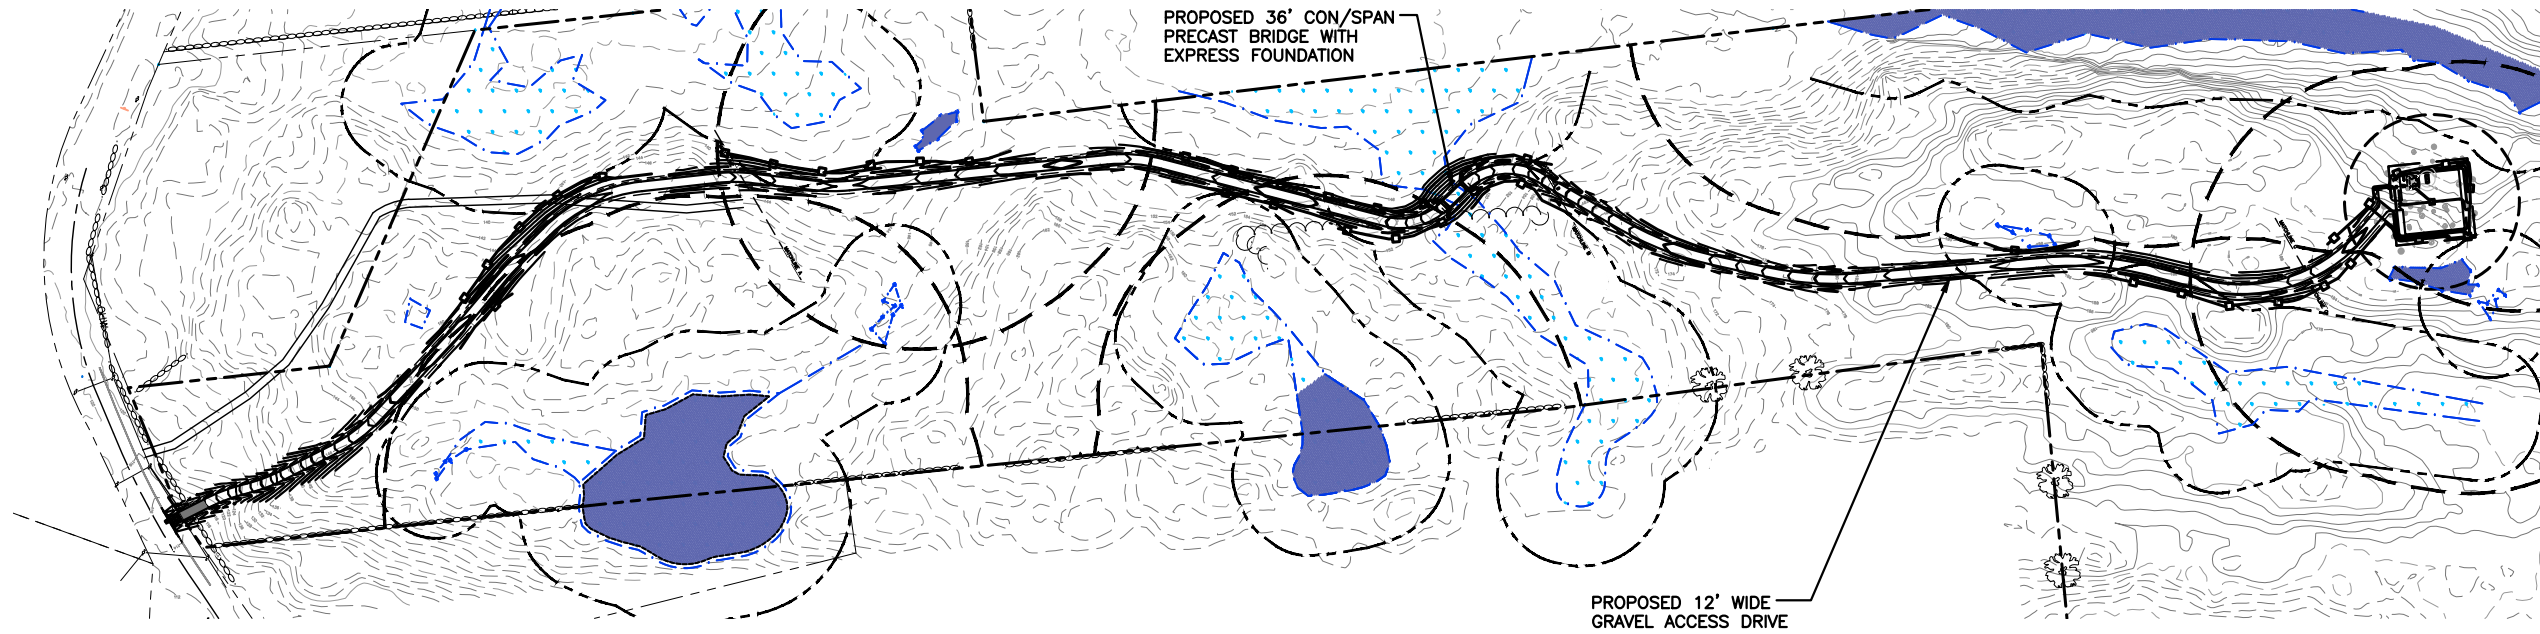 PROPOSED 36' CON/SPAN
PRECAST BRIDGE WITH
EXPRESS FOUNDATION
PROPOSED 12' WIDE
GRAVEL ACCESS DRIVE